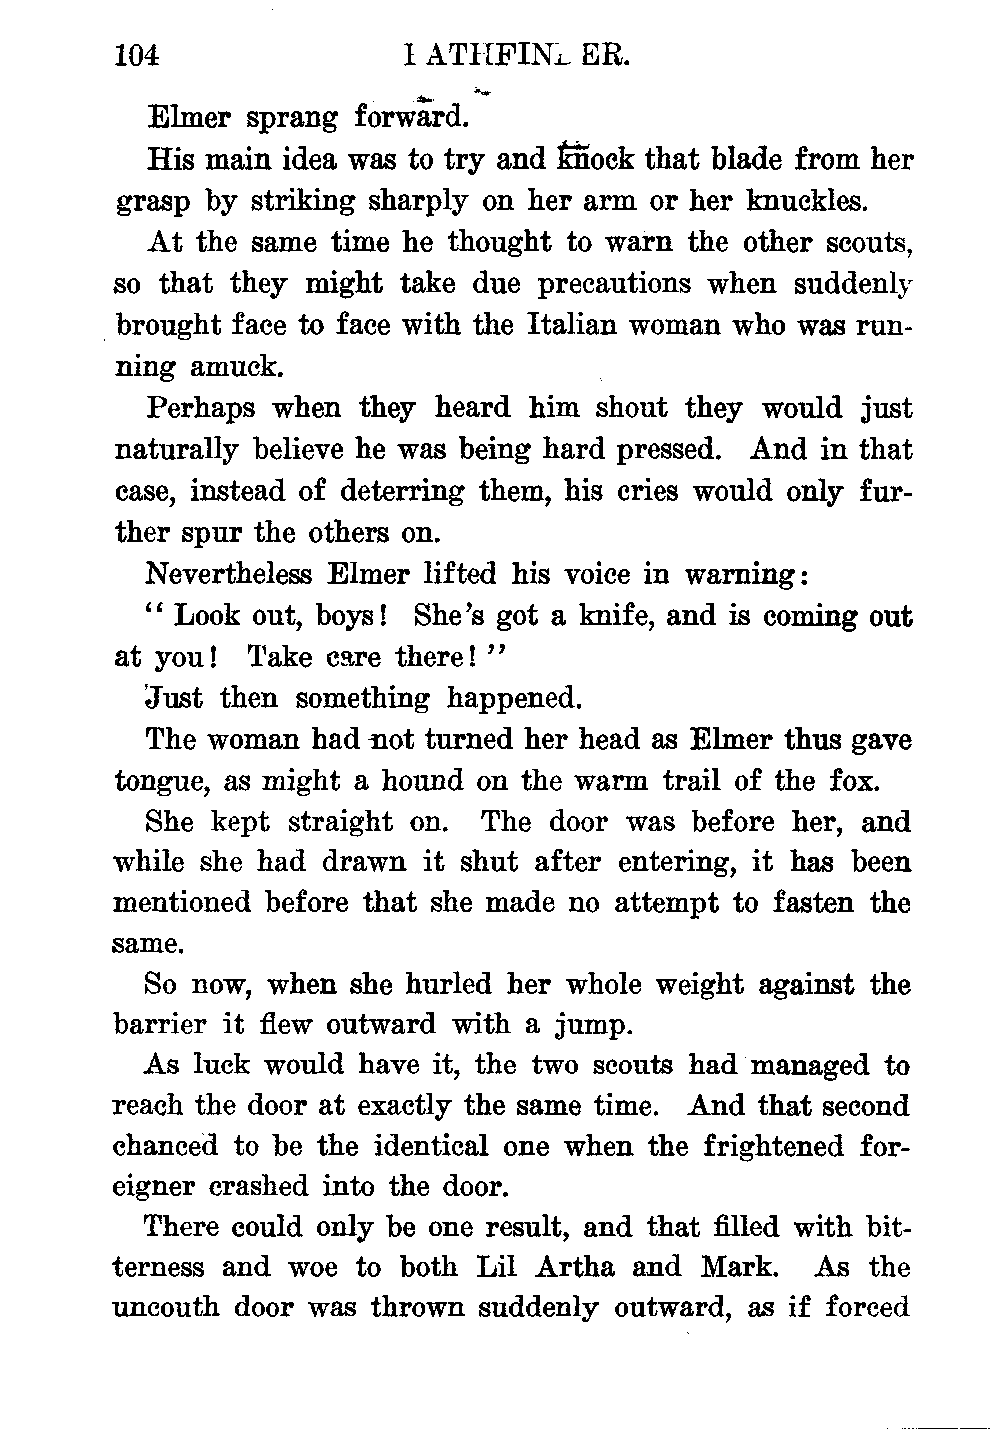 104 PATHFINDER.
Elmer sprang forward.
His main idea was to try and knock that blade from her
grasp by striking sharply on her arm or her knuckles.
At the same time he thought to warn the other scouts,
so that they might take due precautions when suddenly
brought face to face with the Italian woman who was run-
ning amuck.
Perhaps when they heard him shout they would just
naturally believe he was being hard pressed. And in that
case, instead of deterring them, his cries would only fur-
ther spur the others on.
Nevertheless Elmer lifted his voice in warning:
“ Look out, boys! She’s got a knife, and is coming out
at you! Take care there! ”
Just then something happened.
The woman had not turned her head as Elmer thus gave
tongue, as might a hound on the warm trail of the fox.
She kept straight on. The door was before her, and
while she had drawn it shut after entering, it has been
mentioned before that she made no attempt to fasten the
same.
So now, when she hurled her whole weight against the
barrier it flew outward with a jump.
As luck would have it, the two scouts had managed to
reach the door at exactly the same time. And that second
chanced to be the identical one when the frightened for-
eigner crashed into the door.
There could only be one result, and that filled with bit-
terness and woe to both Lil Artha and Mark. As the
uncouth door was thrown suddenly outward, as if forced